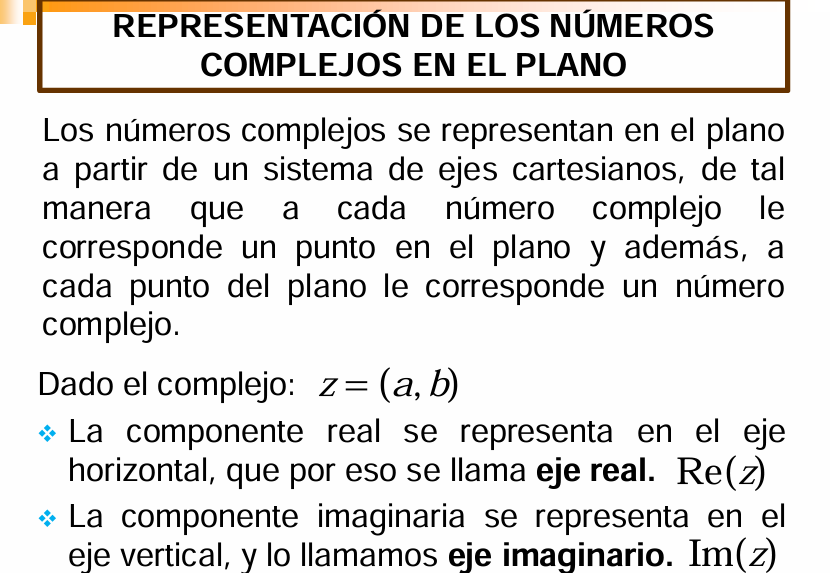 REPRESENTACIÓN DE LOS NÚMEROS
COMPLEJOS EN EL PLANO
Los números complejos se representan en el plano
a partir de un sistema de ejes cartesianos, de tal
manera que a cada número complejo le
corresponde un punto en el plano y además, a
cada punto del plano le corresponde un número
complejo.
Dado el complejo: z = (a, b)
❖ La componente real se representa en el eje
horizontal, que por eso se llama eje real. Re(z)
❖ La componente imaginaria se representa en el
eje vertical, y lo llamamos eje imaginario. Im(z)